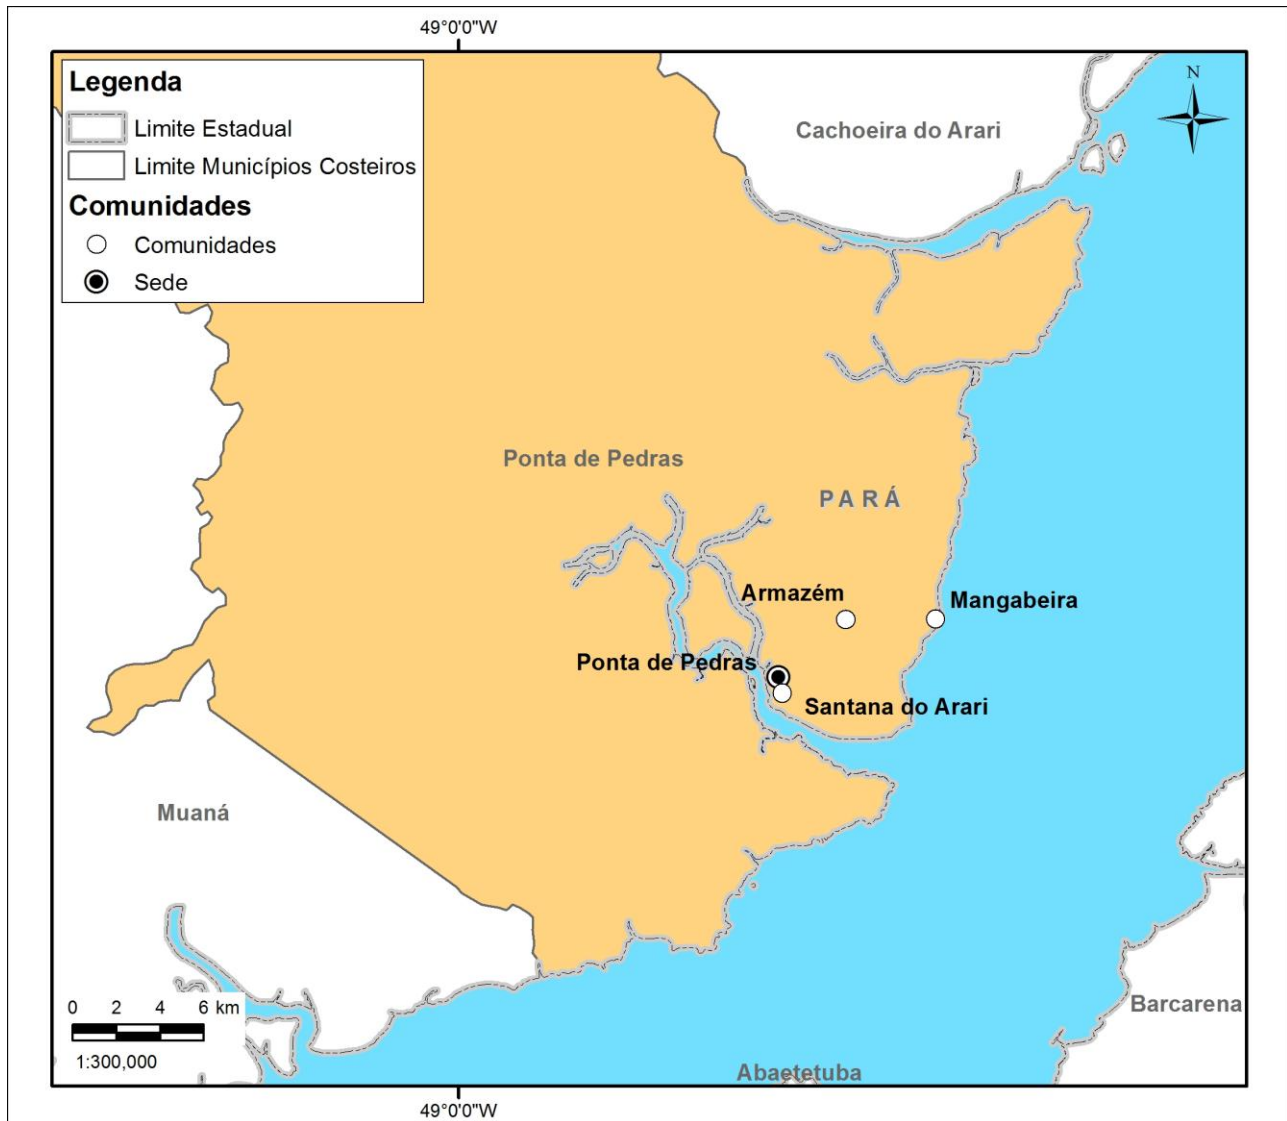 49°0'0"W
Legenda
Limite Estadual
Limite Municípios Costeiros
Comunidades
Comunidades
Sede
N
Cachoeira do Arari
Ponta de Pedras
PARÁ
Armazém
Mangabeira
Ponta de Pedras
Santana do Arari
Muaná
Barcarena
0 2 4 6 km
1:300,000
Abaetetuba
49°0'0"W